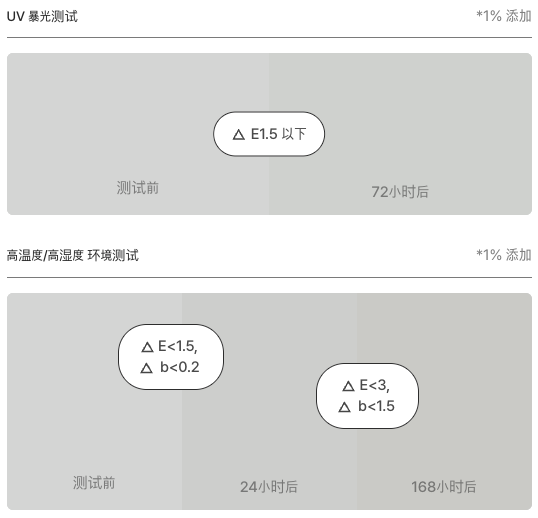 UV 暴光测试
*1% 添加
△ E1.5 以下
测试前
72小时后
高温度/高湿度 环境测试
*1% 添加
△ E<1.5,
△ b<0.2
△ E<3,
△ b<1.5
测试前
24小时后
168小时后